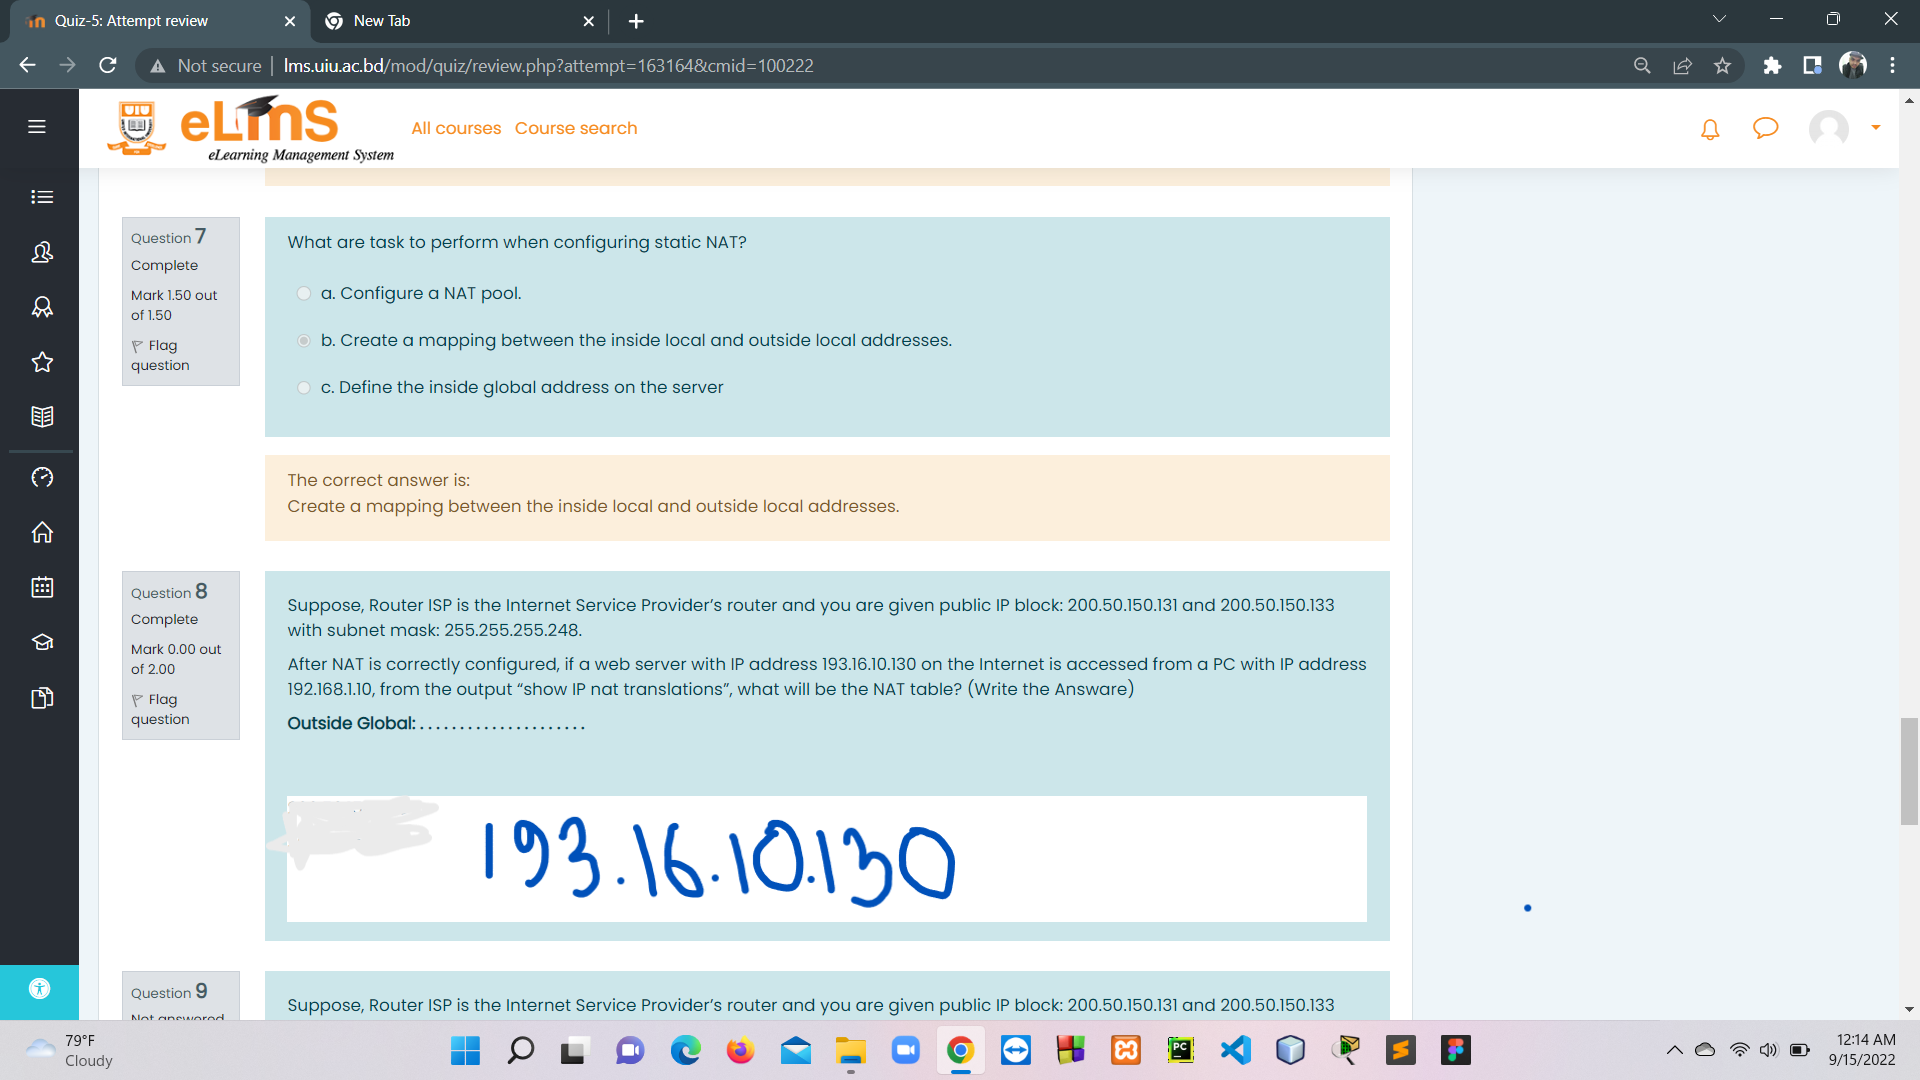 Quiz-5: Attempt review
New Tab
Not secure
lms.uiu.ac.bd/mod/quiz/review.php?attempt=163164&cmid=100222
eLmS
eLearning Management System
All courses Course search
Question 7
Complete
Mark 1.50 out
of 1.50
Flag
question
What are task to perform when configuring static NAT?
a. Configure a NAT pool.
b. Create a mapping between the inside local and outside local addresses.
c. Define the inside global address on the server
The correct answer is:
Create a mapping between the inside local and outside local addresses.
Question 8
Complete
Mark 0.00 out
of 2.00
Flag
question
Suppose, Router ISP is the Internet Service Provider's router and you are given public IP block: 200.50.150.131 and 200.50.150.133
with subnet mask: 255.255.255.248.
After NAT is correctly configured, if a web server with IP address 193.16.10.130 on the Internet is accessed from a PC with IP address
192.168.1.10, from the output “show IP nat translations”, what will be the NAT table? (Write the Answare)
Outside Global: . . . . . . . . . . . . . . . . . . . . .
193.16.10.130
Question 9
Not answered
Suppose, Router ISP is the Internet Service Provider's router and you are given public IP block: 200.50.150.131 and 200.50.150.133
79°F
Cloudy
PC
12:14 AM
9/15/2022